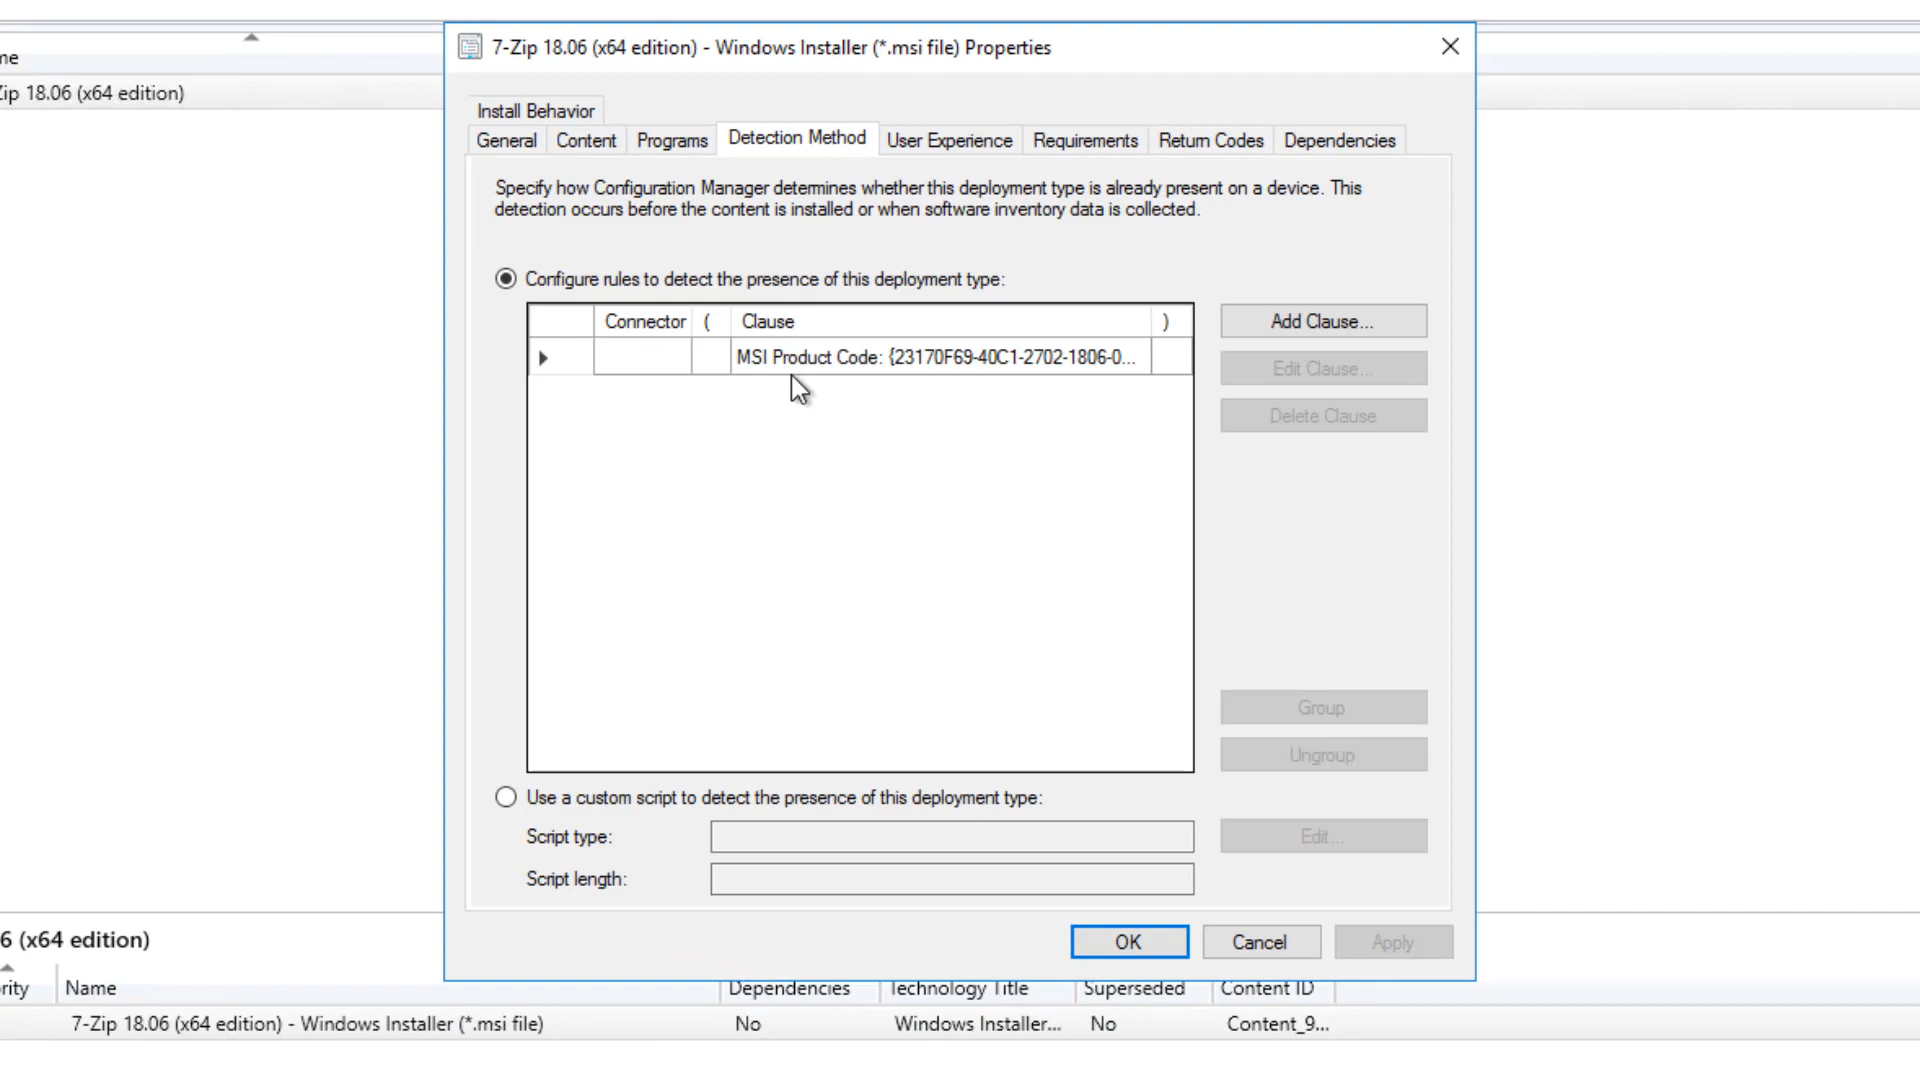 7-Zip 18.06 (x64 edition) - Windows Installer (*.msi file) Properties
me
Zip 18.06 (x64 edition)
Install Behavior
General Content Programs Detection Method User Experience Requirements Return Codes Dependencies
Specify how Configuration Manager determines whether this deployment type is already present on a device. This
detection occurs before the content is installed or when software inventory data is collected.
Configure rules to detect the presence of this deployment type:
Connector ( Clause )
MSI Product Code: {23170F69-40C1-2702-1806-0...
Add Clause...
Edit Clause...
Delete Clause
Group
Ungroup
Use a custom script to detect the presence of this deployment type:
Script type:
Edit...
Script length:
OK Cancel Apply
6 (x64 edition)
rity Name Dependencies Technology Title Superseded Content ID
7-Zip 18.06 (x64 edition) - Windows Installer (*.msi file) No Windows Installer... No Content_9...